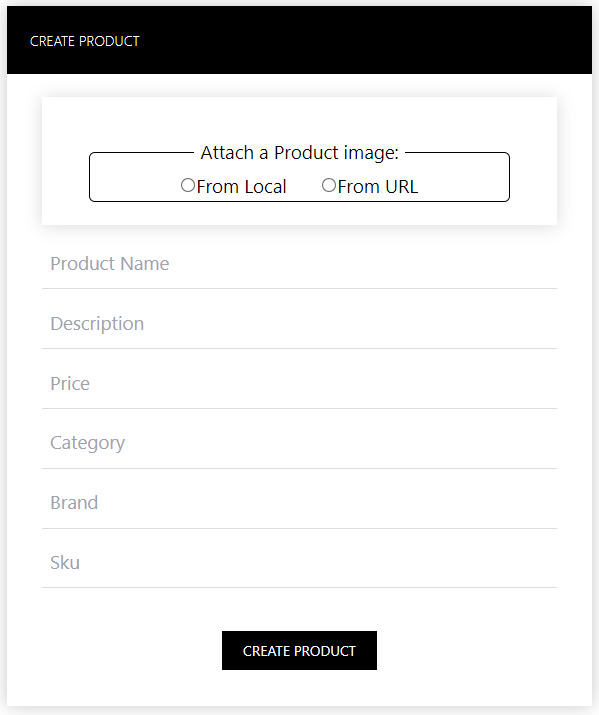 CREATE PRODUCT
Attach a Product image:
From Local From URL
Product Name
Description
Price
Category
Brand
Sku
CREATE PRODUCT